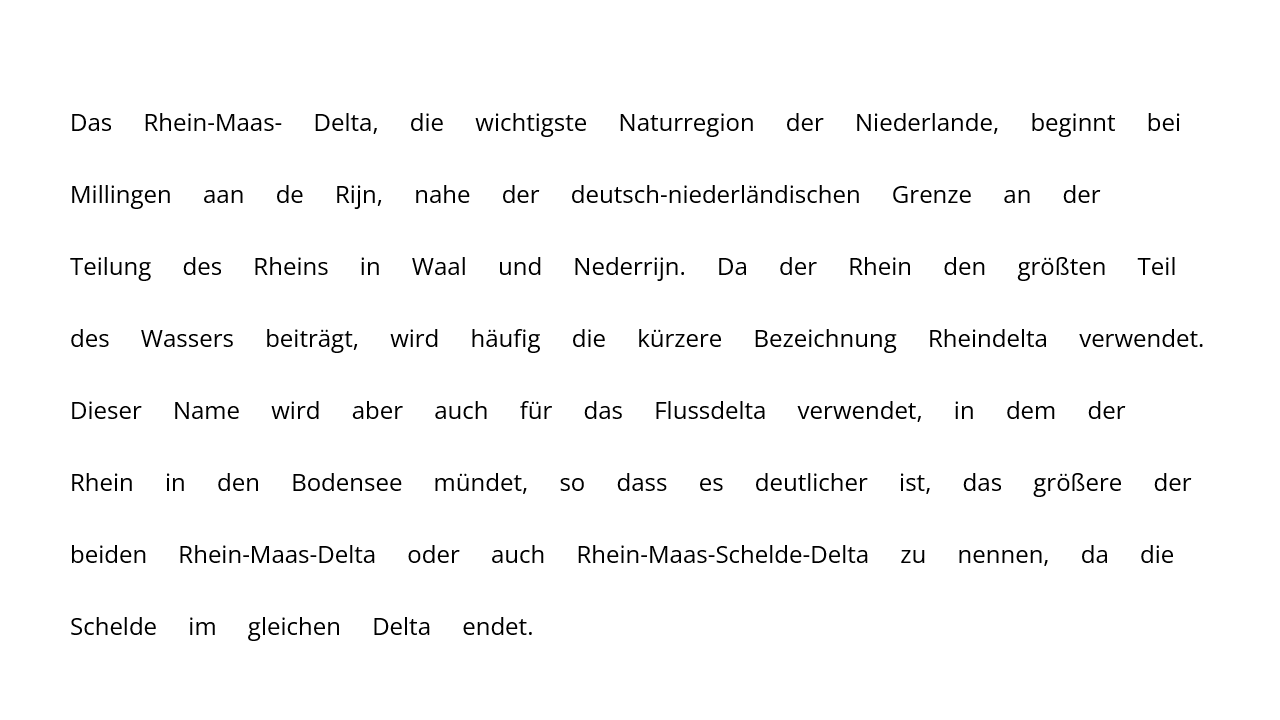 Das Rhein-Maas- Delta, die wichtigste Naturregion der Niederlande, beginnt bei
Millingen aan de Rijn, nahe der deutsch-niederländischen Grenze an der
Teilung des Rheins in Waal und Nederrijn. Da der Rhein den größten Teil
des Wassers beiträgt, wird häufig die kürzere Bezeichnung Rheindelta verwendet.
Dieser Name wird aber auch für das Flussdelta verwendet, in dem der
Rhein in den Bodensee mündet, so dass es deutlicher ist, das größere der
beiden Rhein-Maas-Delta oder auch Rhein-Maas-Schelde-Delta zu nennen, da die
Schelde im gleichen Delta endet.